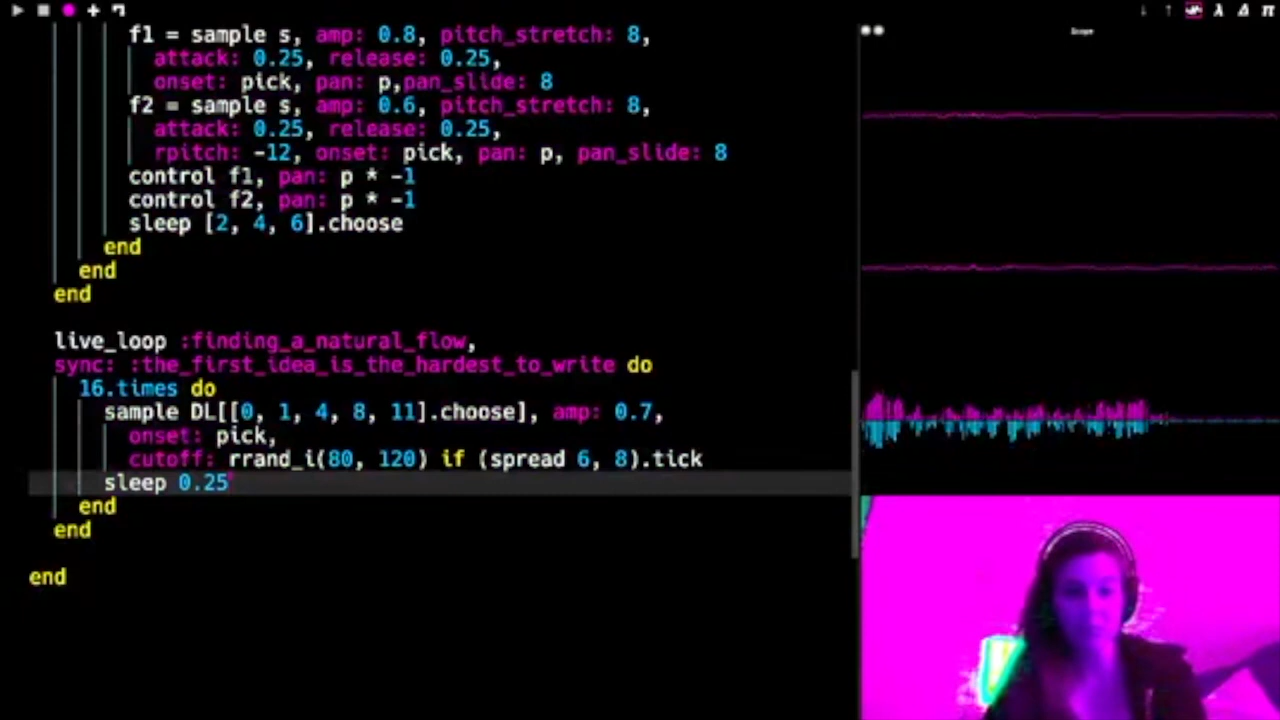 f1 = sample s, amp: 0.8, pitch_stretch: 8,
attack: 0.25, release: 0.25,
onset: pick, pan: p,pan_slide: 8
f2 = sample s, amp: 0.6, pitch_stretch: 8,
attack: 0.25, release: 0.25,
rpitch: -12, onset: pick, pan: p, pan_slide: 8
control f1, pan: p * -1
control f2, pan: p * -1
sleep [2, 4, 6].choose
end
end
end
live_loop :finding_a_natural_flow,
sync: :the_first_idea_is_the_hardest_to_write do
16.times do
sample DL[[0, 1, 4, 8, 11].choose], amp: 0.7,
onset: pick,
cutoff: rrand_i(80, 120) if (spread 6, 8).tick
sleep 0.25
end
end
end
Scope